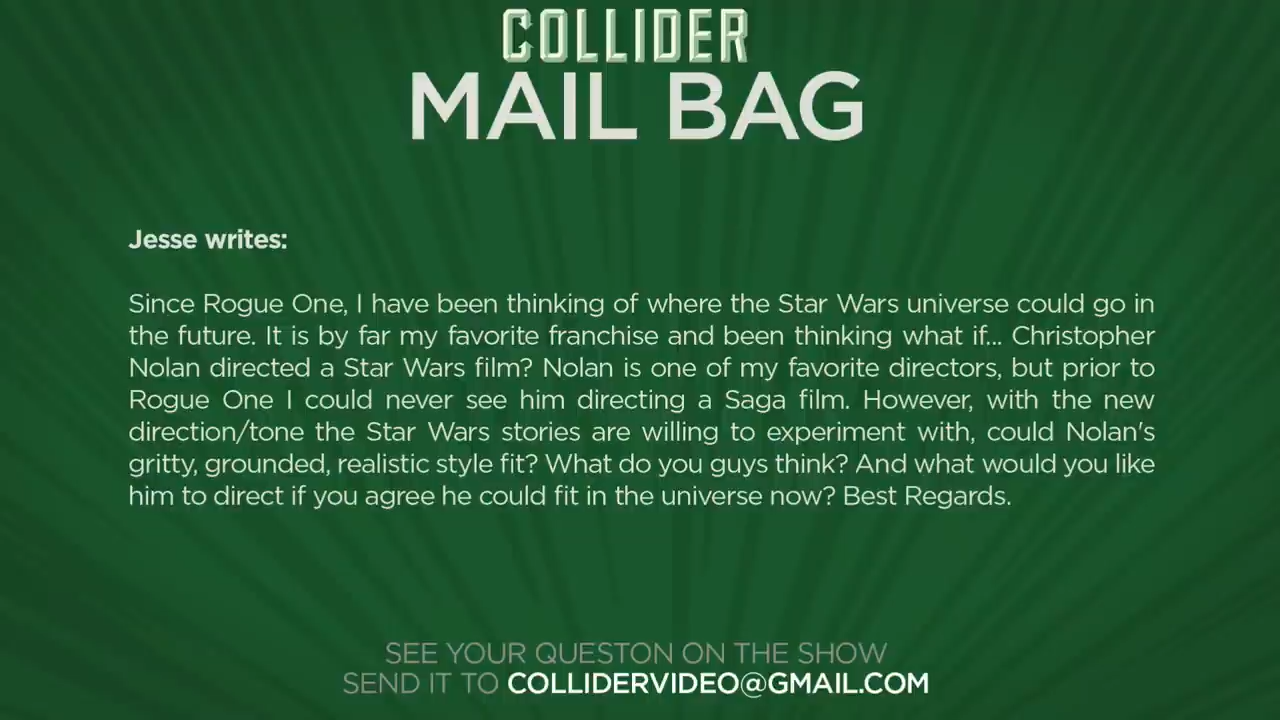 COLLIDER
MAIL BAG
Jesse writes:
Since Rogue One, I have been thinking of where the Star Wars universe could go in
the future. It is by far my favorite franchise and been thinking what if... Christopher
Nolan directed a Star Wars film? Nolan is one of my favorite directors, but prior to
Rogue One I could never see him directing a Saga film. However, with the new
direction/tone the Star Wars stories are willing to experiment with, could Nolan's
gritty, grounded, realistic style fit? What do you guys think? And what would you like
him to direct if you agree he could fit in the universe now? Best Regards.
SEE YOUR QUESTON ON THE SHOW
SEND IT TO COLLIDERVIDEO@GMAIL.COM